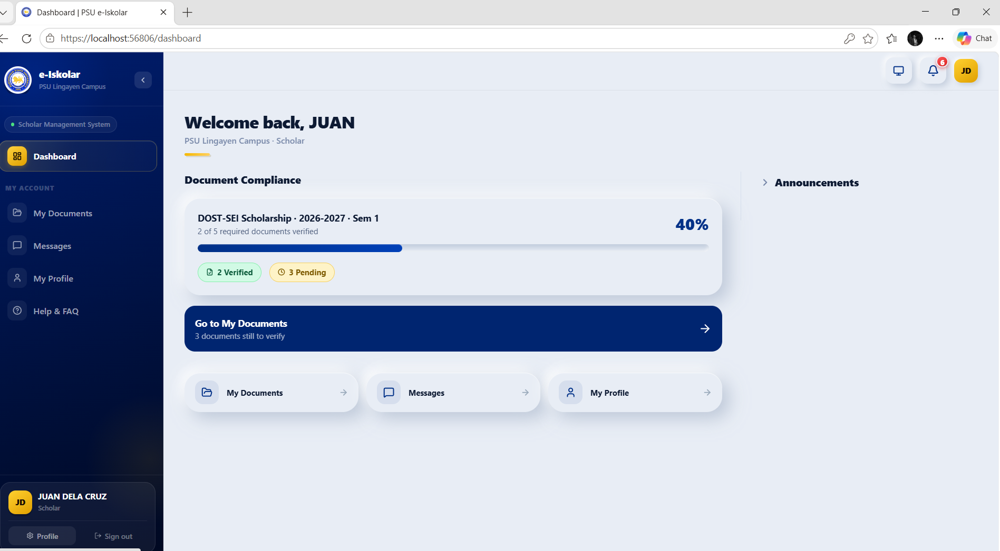 Dashboard | PSU e-Iskolar
https://localhost:56806/dashboard
Chat
e-Iskolar
PSU Lingayen Campus
Scholar Management System
Dashboard
MY ACCOUNT
My Documents
Messages
My Profile
Help & FAQ
JD
JUAN DELA CRUZ
Scholar
Profile
Sign out
6
JD
Welcome back, JUAN
PSU Lingayen Campus · Scholar
Document Compliance
DOST-SEI Scholarship · 2026-2027 · Sem 1
2 of 5 required documents verified
40%
2 Verified
3 Pending
Go to My Documents
3 documents still to verify
My Documents
Messages
My Profile
Announcements